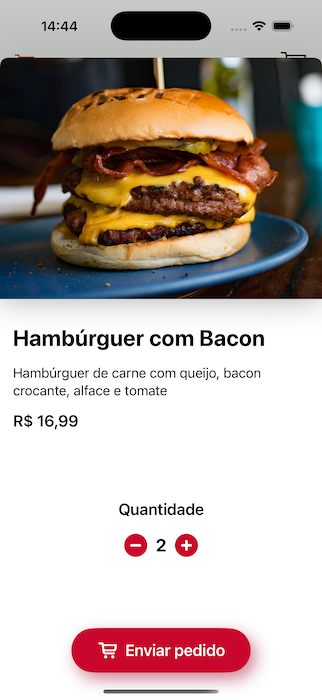 14:44
Hambúrguer com Bacon
Hambúrguer de carne com queijo, bacon
crocante, alface e tomate
R$ 16,99
Quantidade
2
Enviar pedido